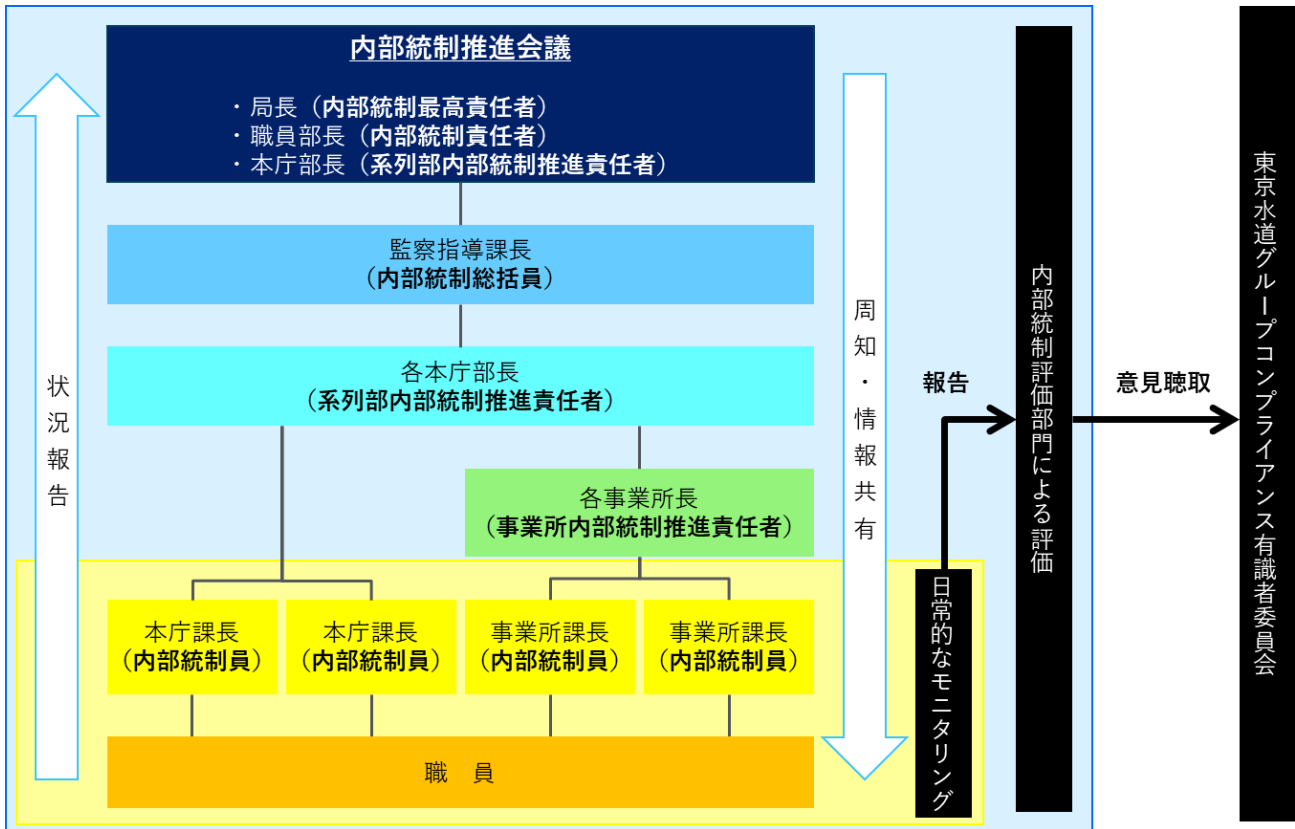 内部統制推進会議
・局長（内部統制最高責任者）
・職員部長（内部統制責任者）
・本庁部長（系列部内部統制推進責任者）
監察指導課長
（内部統制総括員）
各本庁部長
（系列部内部統制推進責任者）
各事業所長
（事業所内部統制推進責任者）
本庁課長
（内部統制員）
本庁課長
（内部統制員）
事業所課長
（内部統制員）
事業所課長
（内部統制員）
職　員
状況報告
周知・情報共有
日常的なモニタリング
報告
内部統制評価部門による評価
意見聴取
東京水道グループコンプライアンス有識者委員会